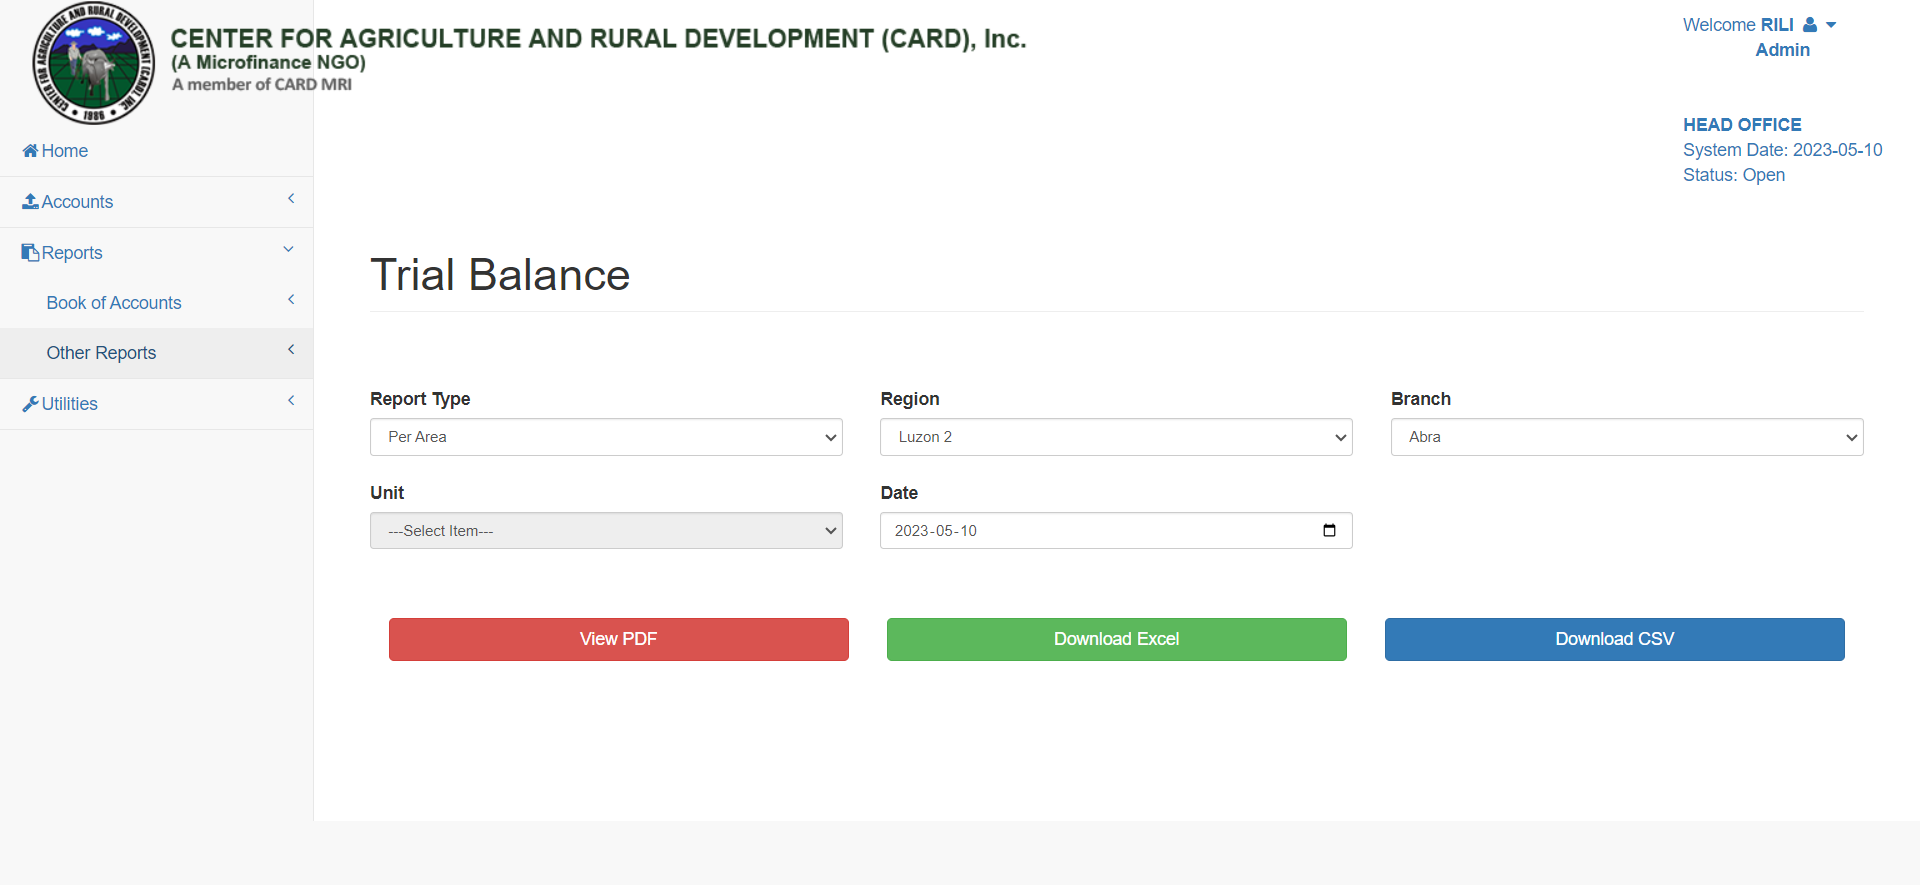 CENTER FOR AGRICULTURE AND RURAL DEVELOPMENT (CARD), INC.
1986
CENTER FOR AGRICULTURE AND RURAL DEVELOPMENT (CARD), Inc.
(A Microfinance NGO)
A member of CARD MRI
Welcome RILI
Admin
HEAD OFFICE
System Date: 2023-05-10
Status: Open
Home
Accounts
Reports
Book of Accounts
Other Reports
Utilities
Trial Balance
Report Type
Region
Branch
Per Area
Luzon 2
Abra
Unit
Date
---Select Item---
2023-05-10
View PDF
Download Excel
Download CSV